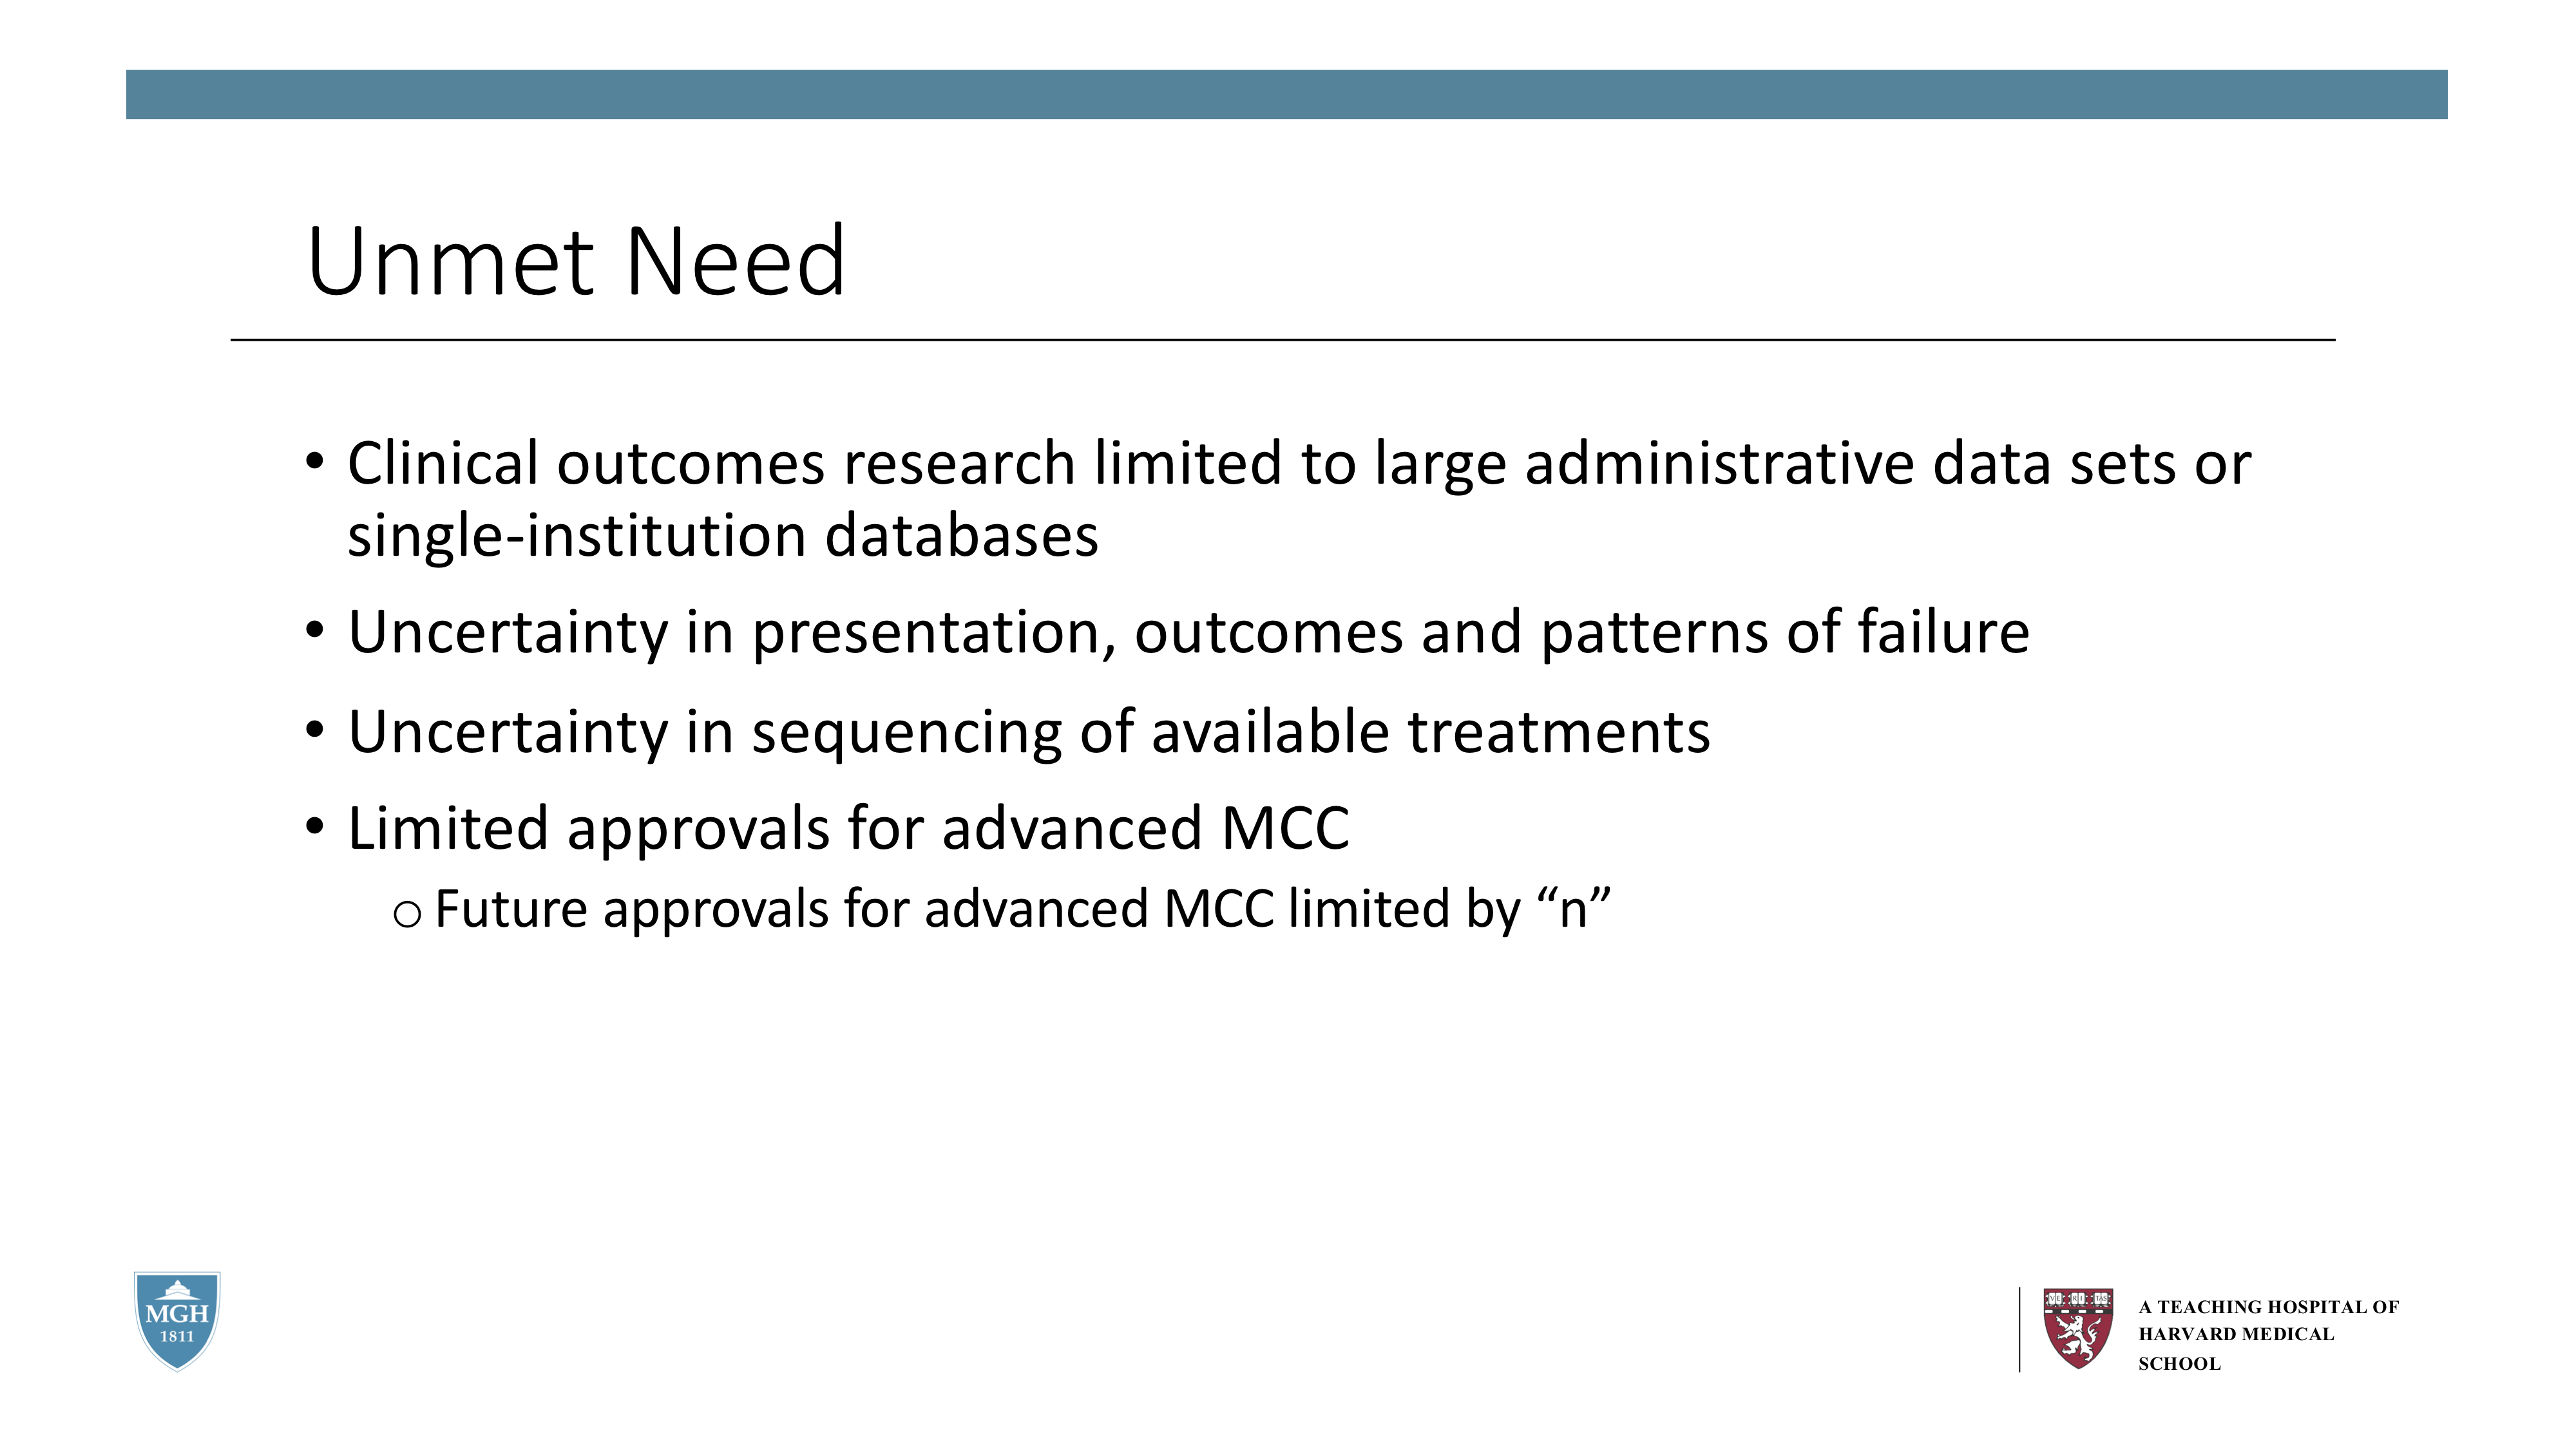 Unmet Need
• Clinical outcomes research limited to large administrative data sets or
single-institution databases
• Uncertainty in presentation, outcomes and patterns of failure
• Uncertainty in sequencing of available treatments
• Limited approvals for advanced MCC
o Future approvals for advanced MCC limited by “n”
MGH
1811
VE RI TAS
A TEACHING HOSPITAL OF
HARVARD MEDICAL
SCHOOL